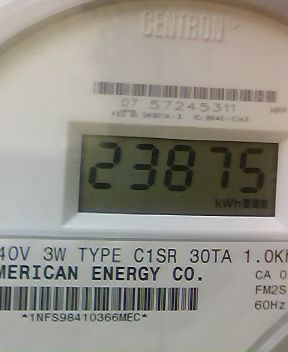 CENTRON®
07 57245311
23875
kWh
40V 3W TYPE C1SR 30TA 1.0K
MERICAN ENERGY CO.
CA 0
FM2S
60Hz
*1NFS98410366MEC*